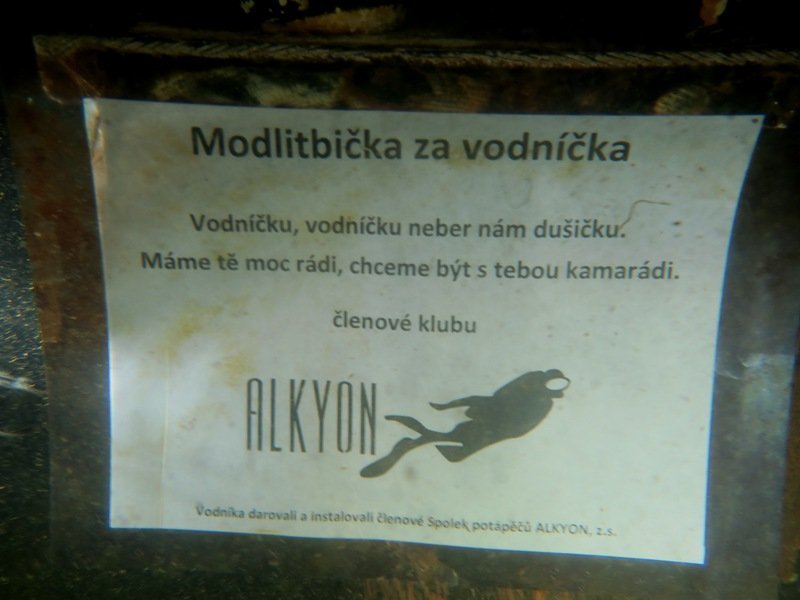 Modlitbička za vodníčka
Vodníčku, vodníčku neber nám dušičku.
Máme tě moc rádi, chceme být s tebou kamarádi.
členové klubu
ALKYON
Vodníka darovali a instalovali členové Spolek potápěčů ALKYON, z.s.